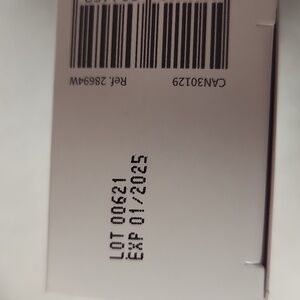 CAN30129
Ref. 28694W
LOT 00621
EXP 01/2025